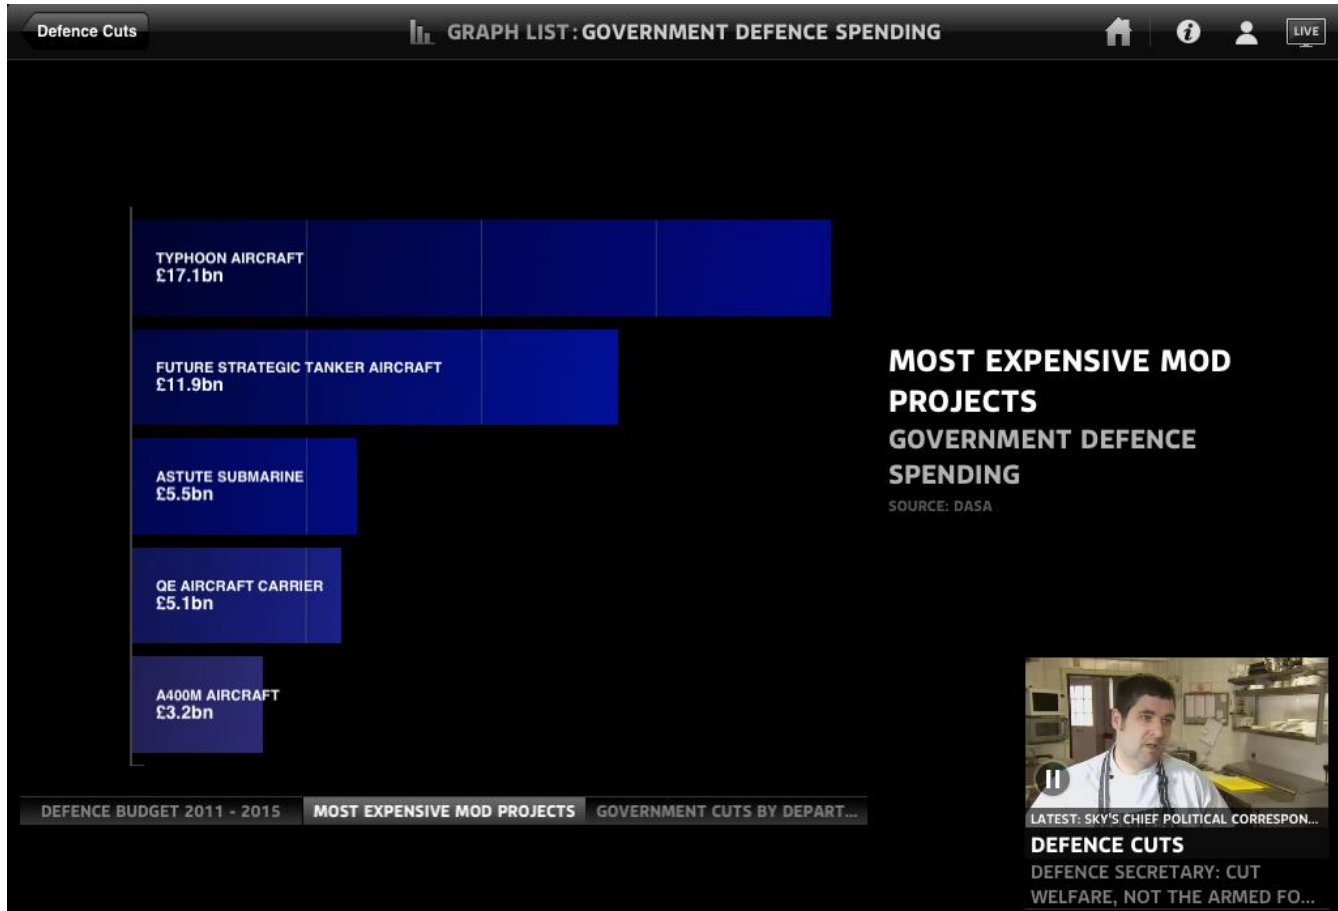 Defence Cuts
GRAPH LIST: GOVERNMENT DEFENCE SPENDING
LIVE
TYPHOON AIRCRAFT
£17.1bn
FUTURE STRATEGIC TANKER AIRCRAFT
£11.9bn
ASTUTE SUBMARINE
£5.5bn
QE AIRCRAFT CARRIER
£5.1bn
A400M AIRCRAFT
£3.2bn
MOST EXPENSIVE MOD
PROJECTS
GOVERNMENT DEFENCE
SPENDING
SOURCE: DASA
DEFENCE BUDGET 2011 - 2015
MOST EXPENSIVE MOD PROJECTS
GOVERNMENT CUTS BY DEPART...
LATEST: SKY'S CHIEF POLITICAL CORRESPON...
DEFENCE CUTS
DEFENCE SECRETARY: CUT
WELFARE, NOT THE ARMED FO...